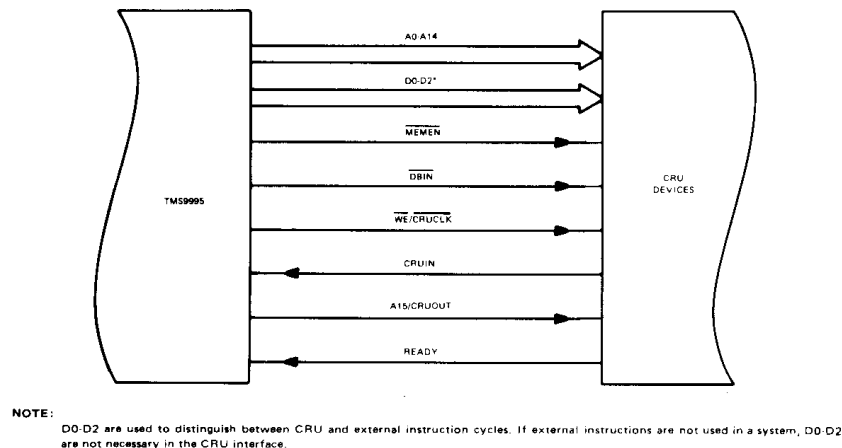 A0-A14
D0-D2*
MEMEN
DBIN
TMS9995
CRU
DEVICES
WE/CRUCLK
CRUIN
A15/CRUOUT
READY
NOTE:
D0-D2 are used to distinguish between CRU and external instruction cycles. If external instructions are not used in a system, D0-D2
are not necessary in the CRU interface.